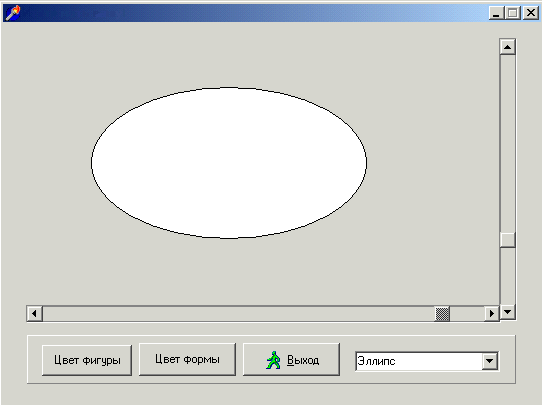 Цвет фигуры
Цвет формы
Выход
Эллипс